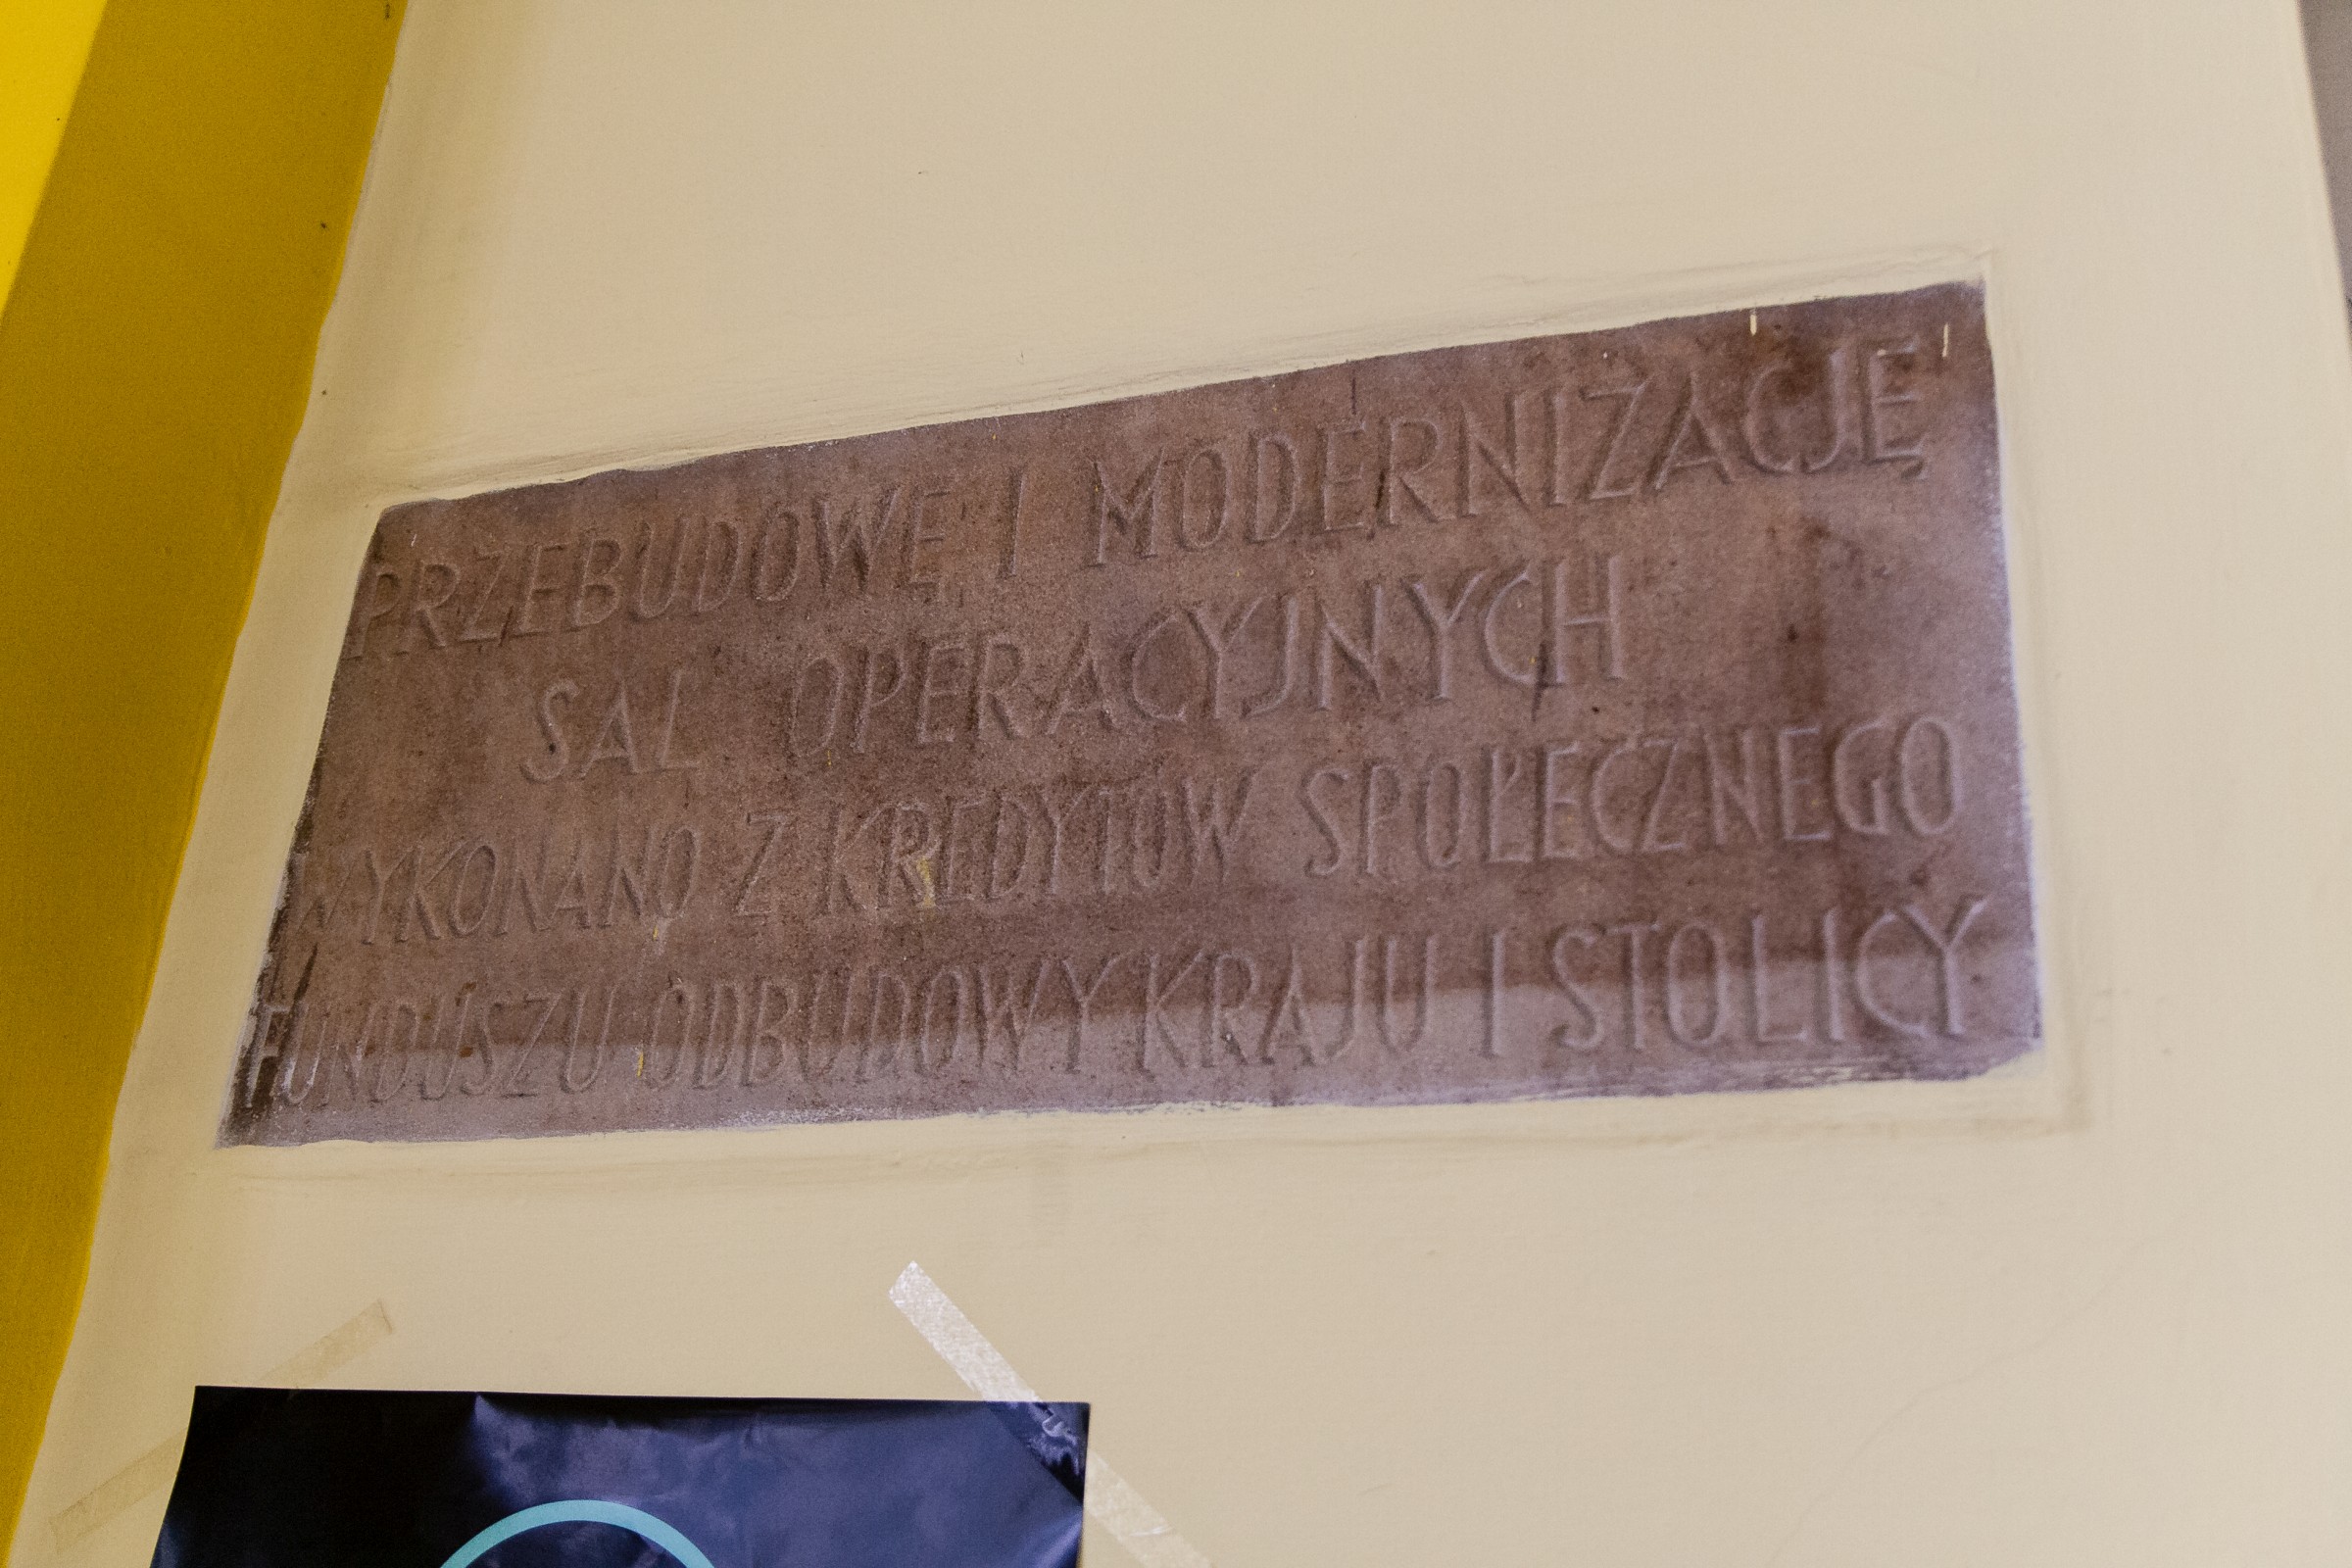 PRZEBUDOWĘ I MODERNIZACJĘ
SAL OPERACYJNYCH
WYKONANO Z KREDYTÓW SPOŁECZNEGO
FUNDUSZU ODBUDOWY KRAJU I STOLICY